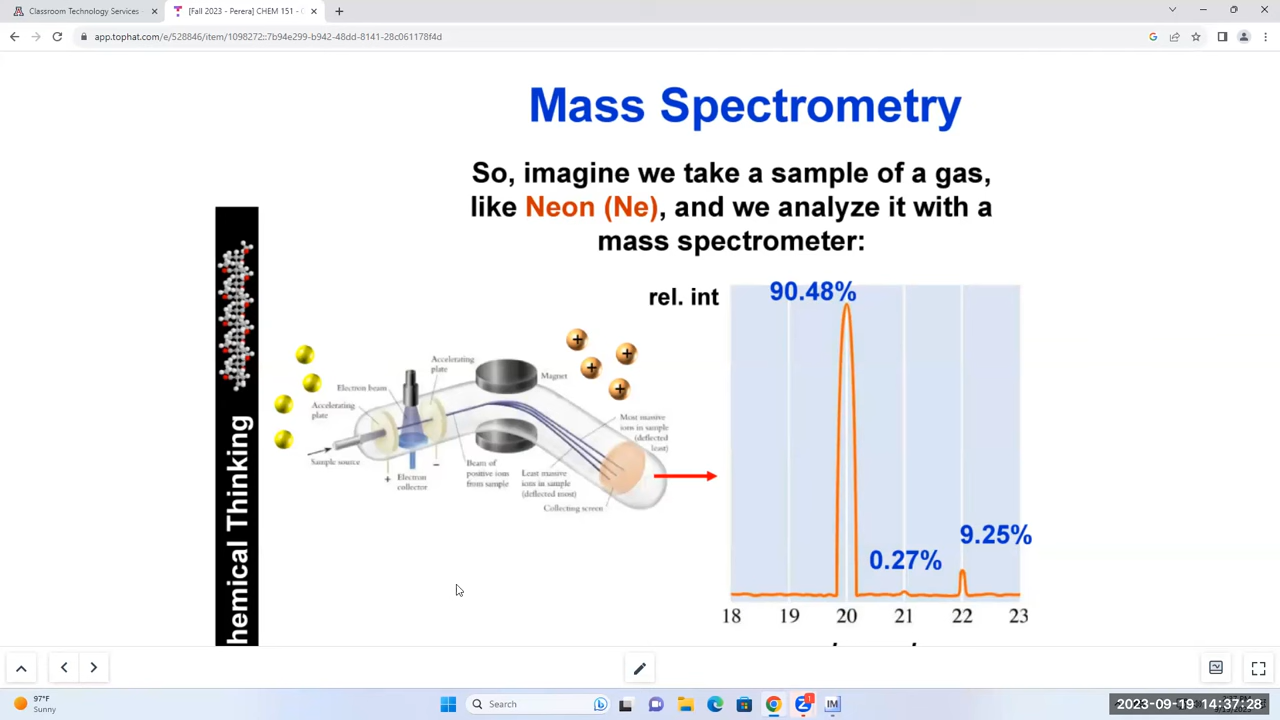 Classroom Technology Services -
[Fall 2023 - Perera] CHEM 151 -
app.tophat.com/e/528846/item/1098272::7b94e299-b942-48dd-8141-28c061178f4d
Mass Spectrometry
So, imagine we take a sample of a gas,
like Neon (Ne), and we analyze it with a
mass spectrometer:
rel. int
90.48%
0.27%
9.25%
18 19 20 21 22 23
hemical Thinking
Accelerating
plate
Electron beam
Magnet
Accelerating
plate
Most massive
ions in sample
(deflected
least)
Sample source
+
−
Electron
collector
Beam of
positive ions
from sample
Least massive
ions in sample
(deflected most)
Collecting screen
+
+
+
+
97°F
Sunny
Search
1
IM
2023-09-19 14:37:28